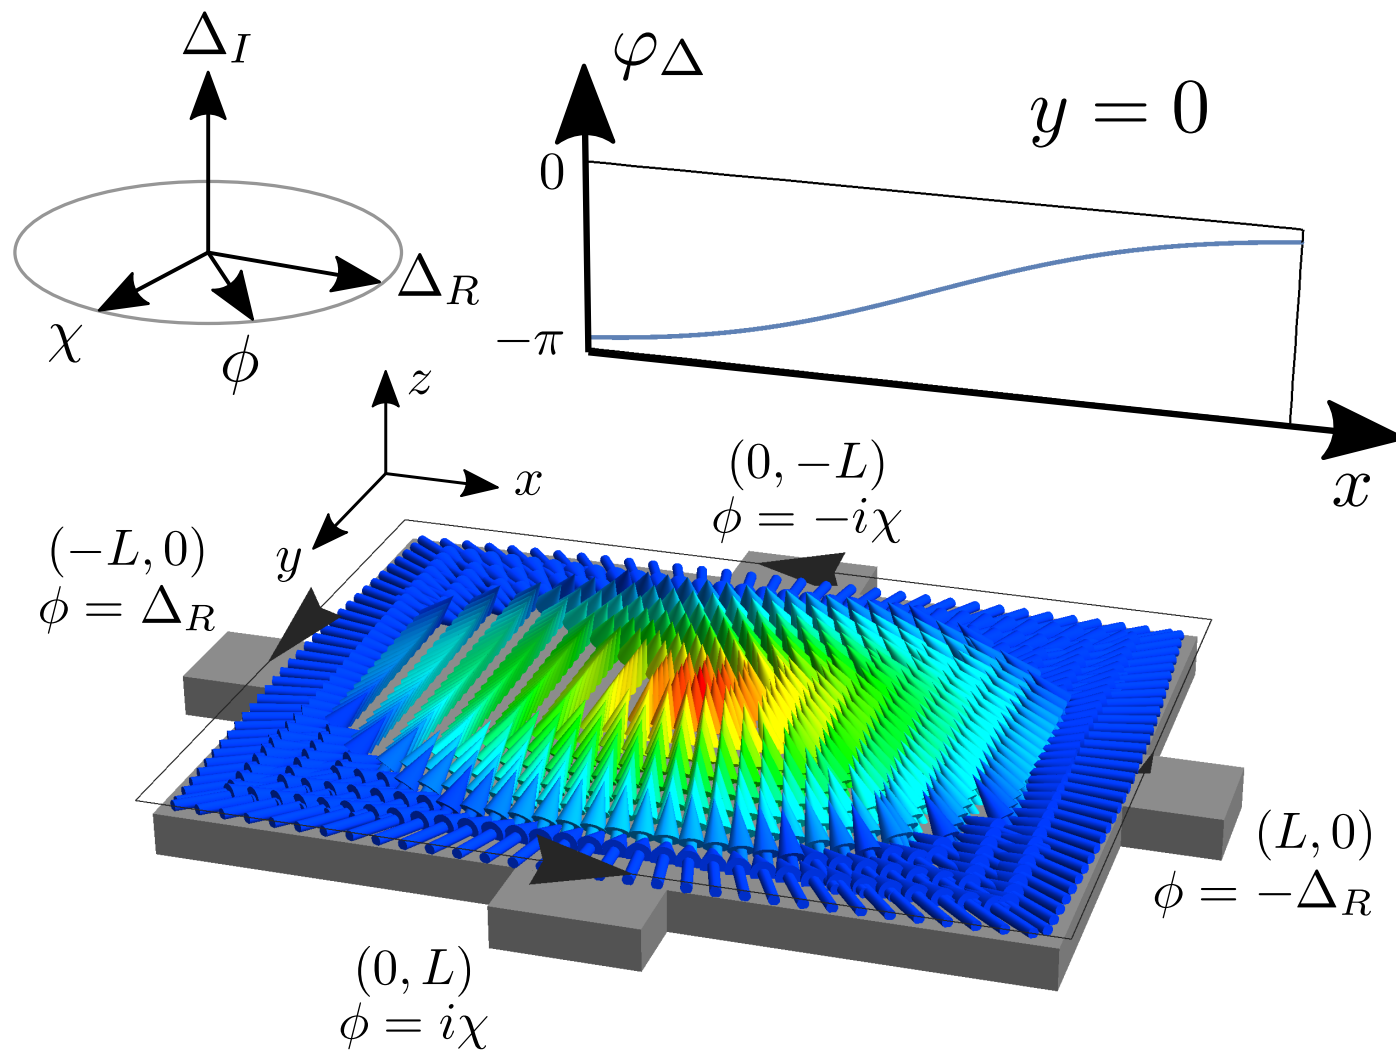 Δ_I
φ_Δ
y = 0
0
Δ_R
χ
ϕ
−π
z
x
x
y
(0, −L)
ϕ = −iχ
(−L, 0)
ϕ = Δ_R
(L, 0)
ϕ = −Δ_R
(0, L)
ϕ = iχ